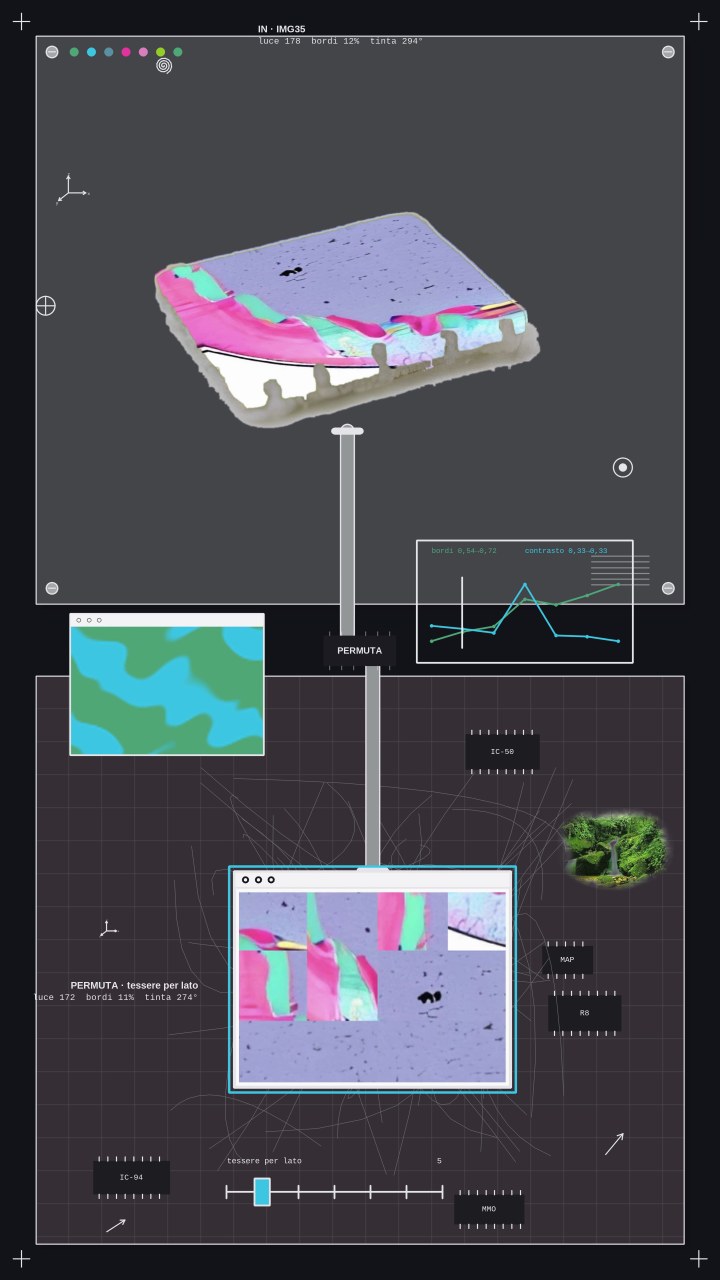 IN · IMG35
luce 178 bordi 12% tinta 294°
bordi 0,54→0,72 contrasto 0,33→0,33
PERMUTA
IC-50
MAP
PERMUTA · tessere per lato
luce 172 bordi 11% tinta 274°
R8
tessere per lato 5
IC-94
MMO